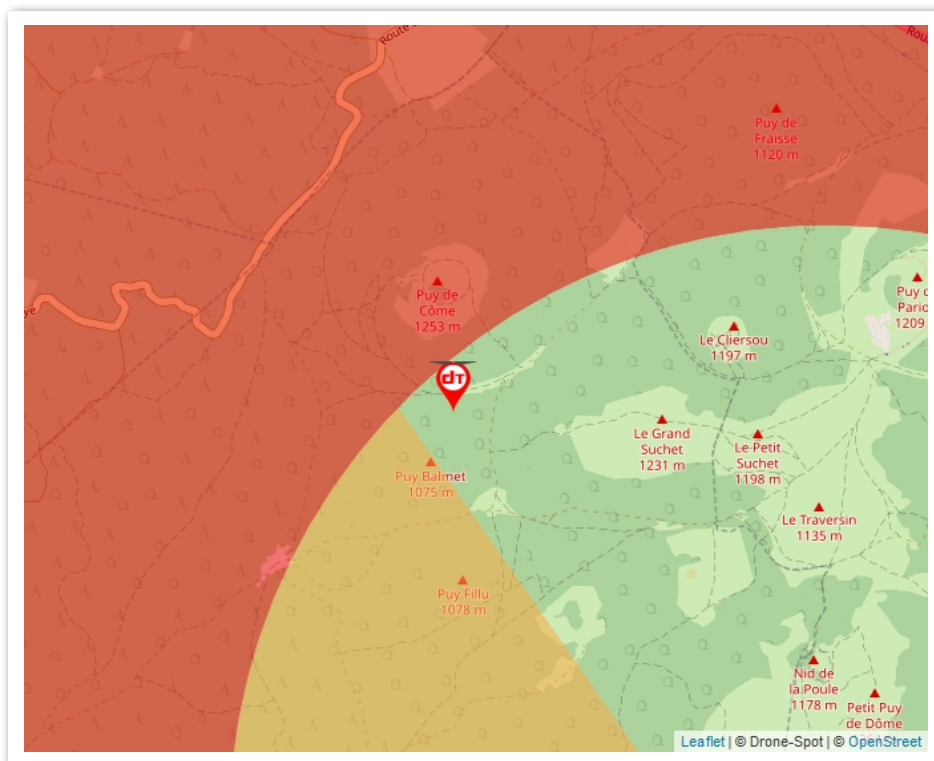 Route
Rou
Puy de
Fraisse
1120 m
Puy de
Côme
1253 m
Puy d
Pario
1209
Le Cliersou
1197 m
dT
Le Grand
Suchet
1231 m
Le Petit
Suchet
1198 m
Puy Balmet
1075 m
Le Traversin
1135 m
Puy Fillu
1078 m
Nid de
la Poule
1178 m
Petit Puy
de Dôme
Leaflet | © Drone-Spot | © OpenStreet